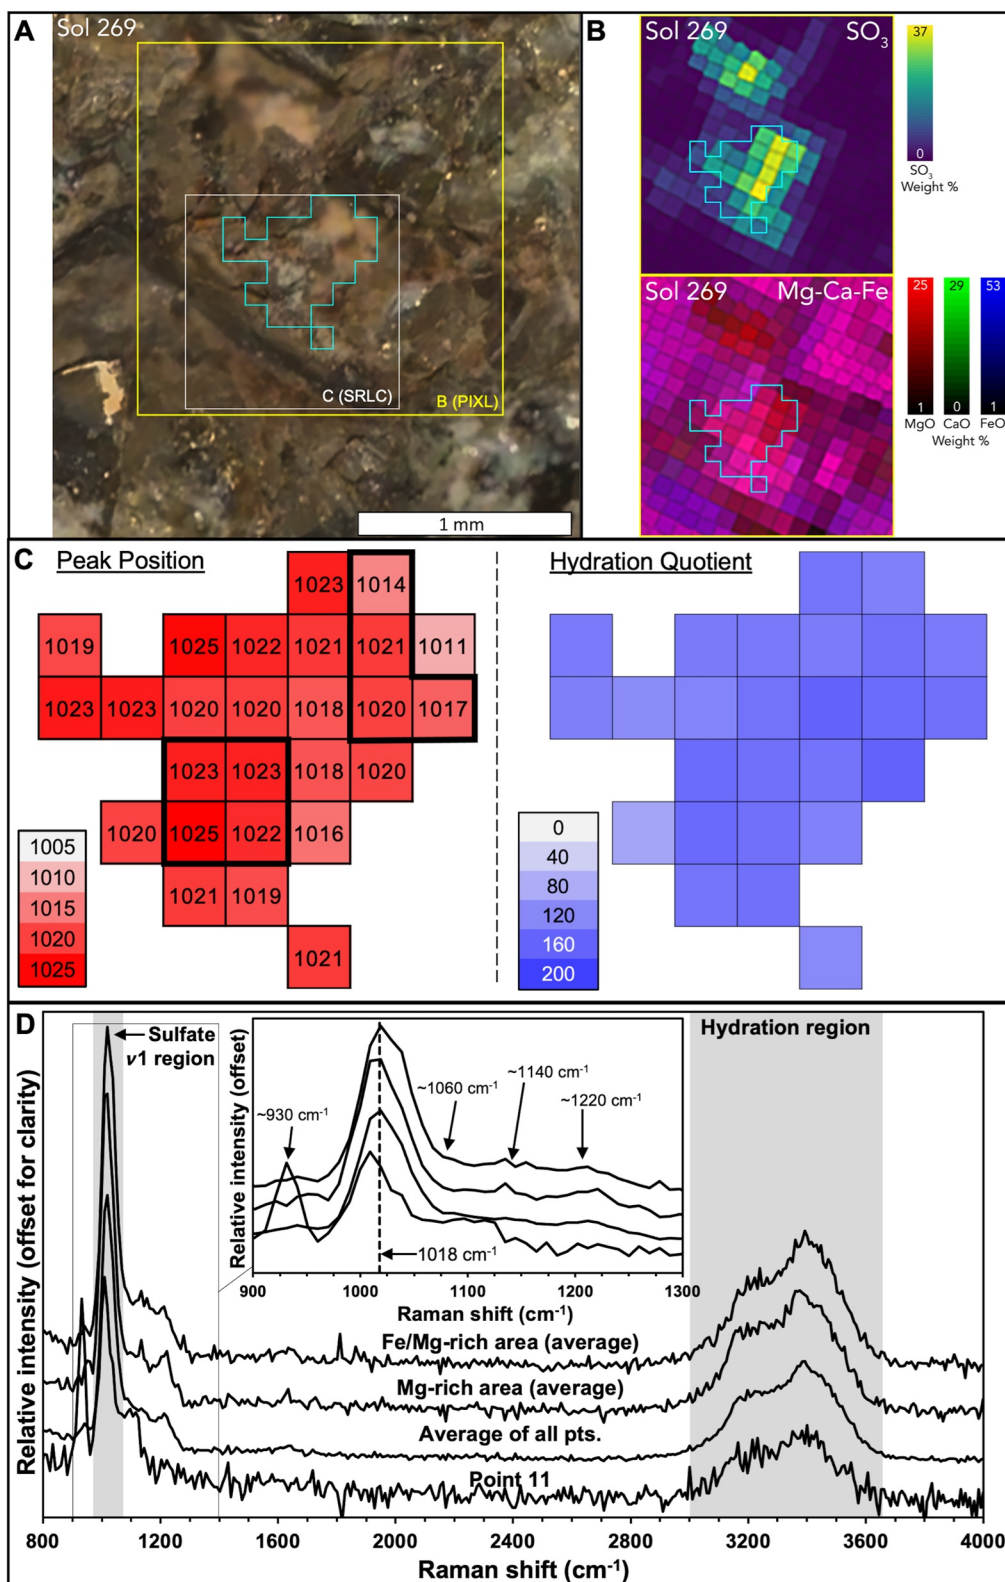 A
Sol 269
C (SRLC)
B (PIXL)
1 mm
B
Sol 269 SO3
37
0
SO3
Weight %
Sol 269 Mg-Ca-Fe
25 29 53
1 0 1
MgO CaO FeO
Weight %
C Peak Position
1023 1014
1019 1025 1022 1021 1021 1011
1023 1023 1020 1020 1018 1020 1017
1023 1023 1018 1020
1020 1025 1022 1016
1021 1019
1021
1005
1010
1015
1020
1025
Hydration Quotient
0
40
80
120
160
200
D
Sulfate
ν1 region
Hydration region
Relative intensity (offset)
~930 cm-1
~1060 cm-1
~1140 cm-1
~1220 cm-1
1018 cm-1
900 1000 1100 1200 1300
Raman shift (cm-1)
Fe/Mg-rich area (average)
Mg-rich area (average)
Average of all pts.
Point 11
Relative intensity (offset for clarity)
800 1200 1600 2000 2400 2800 3200 3600 4000
Raman shift (cm-1)